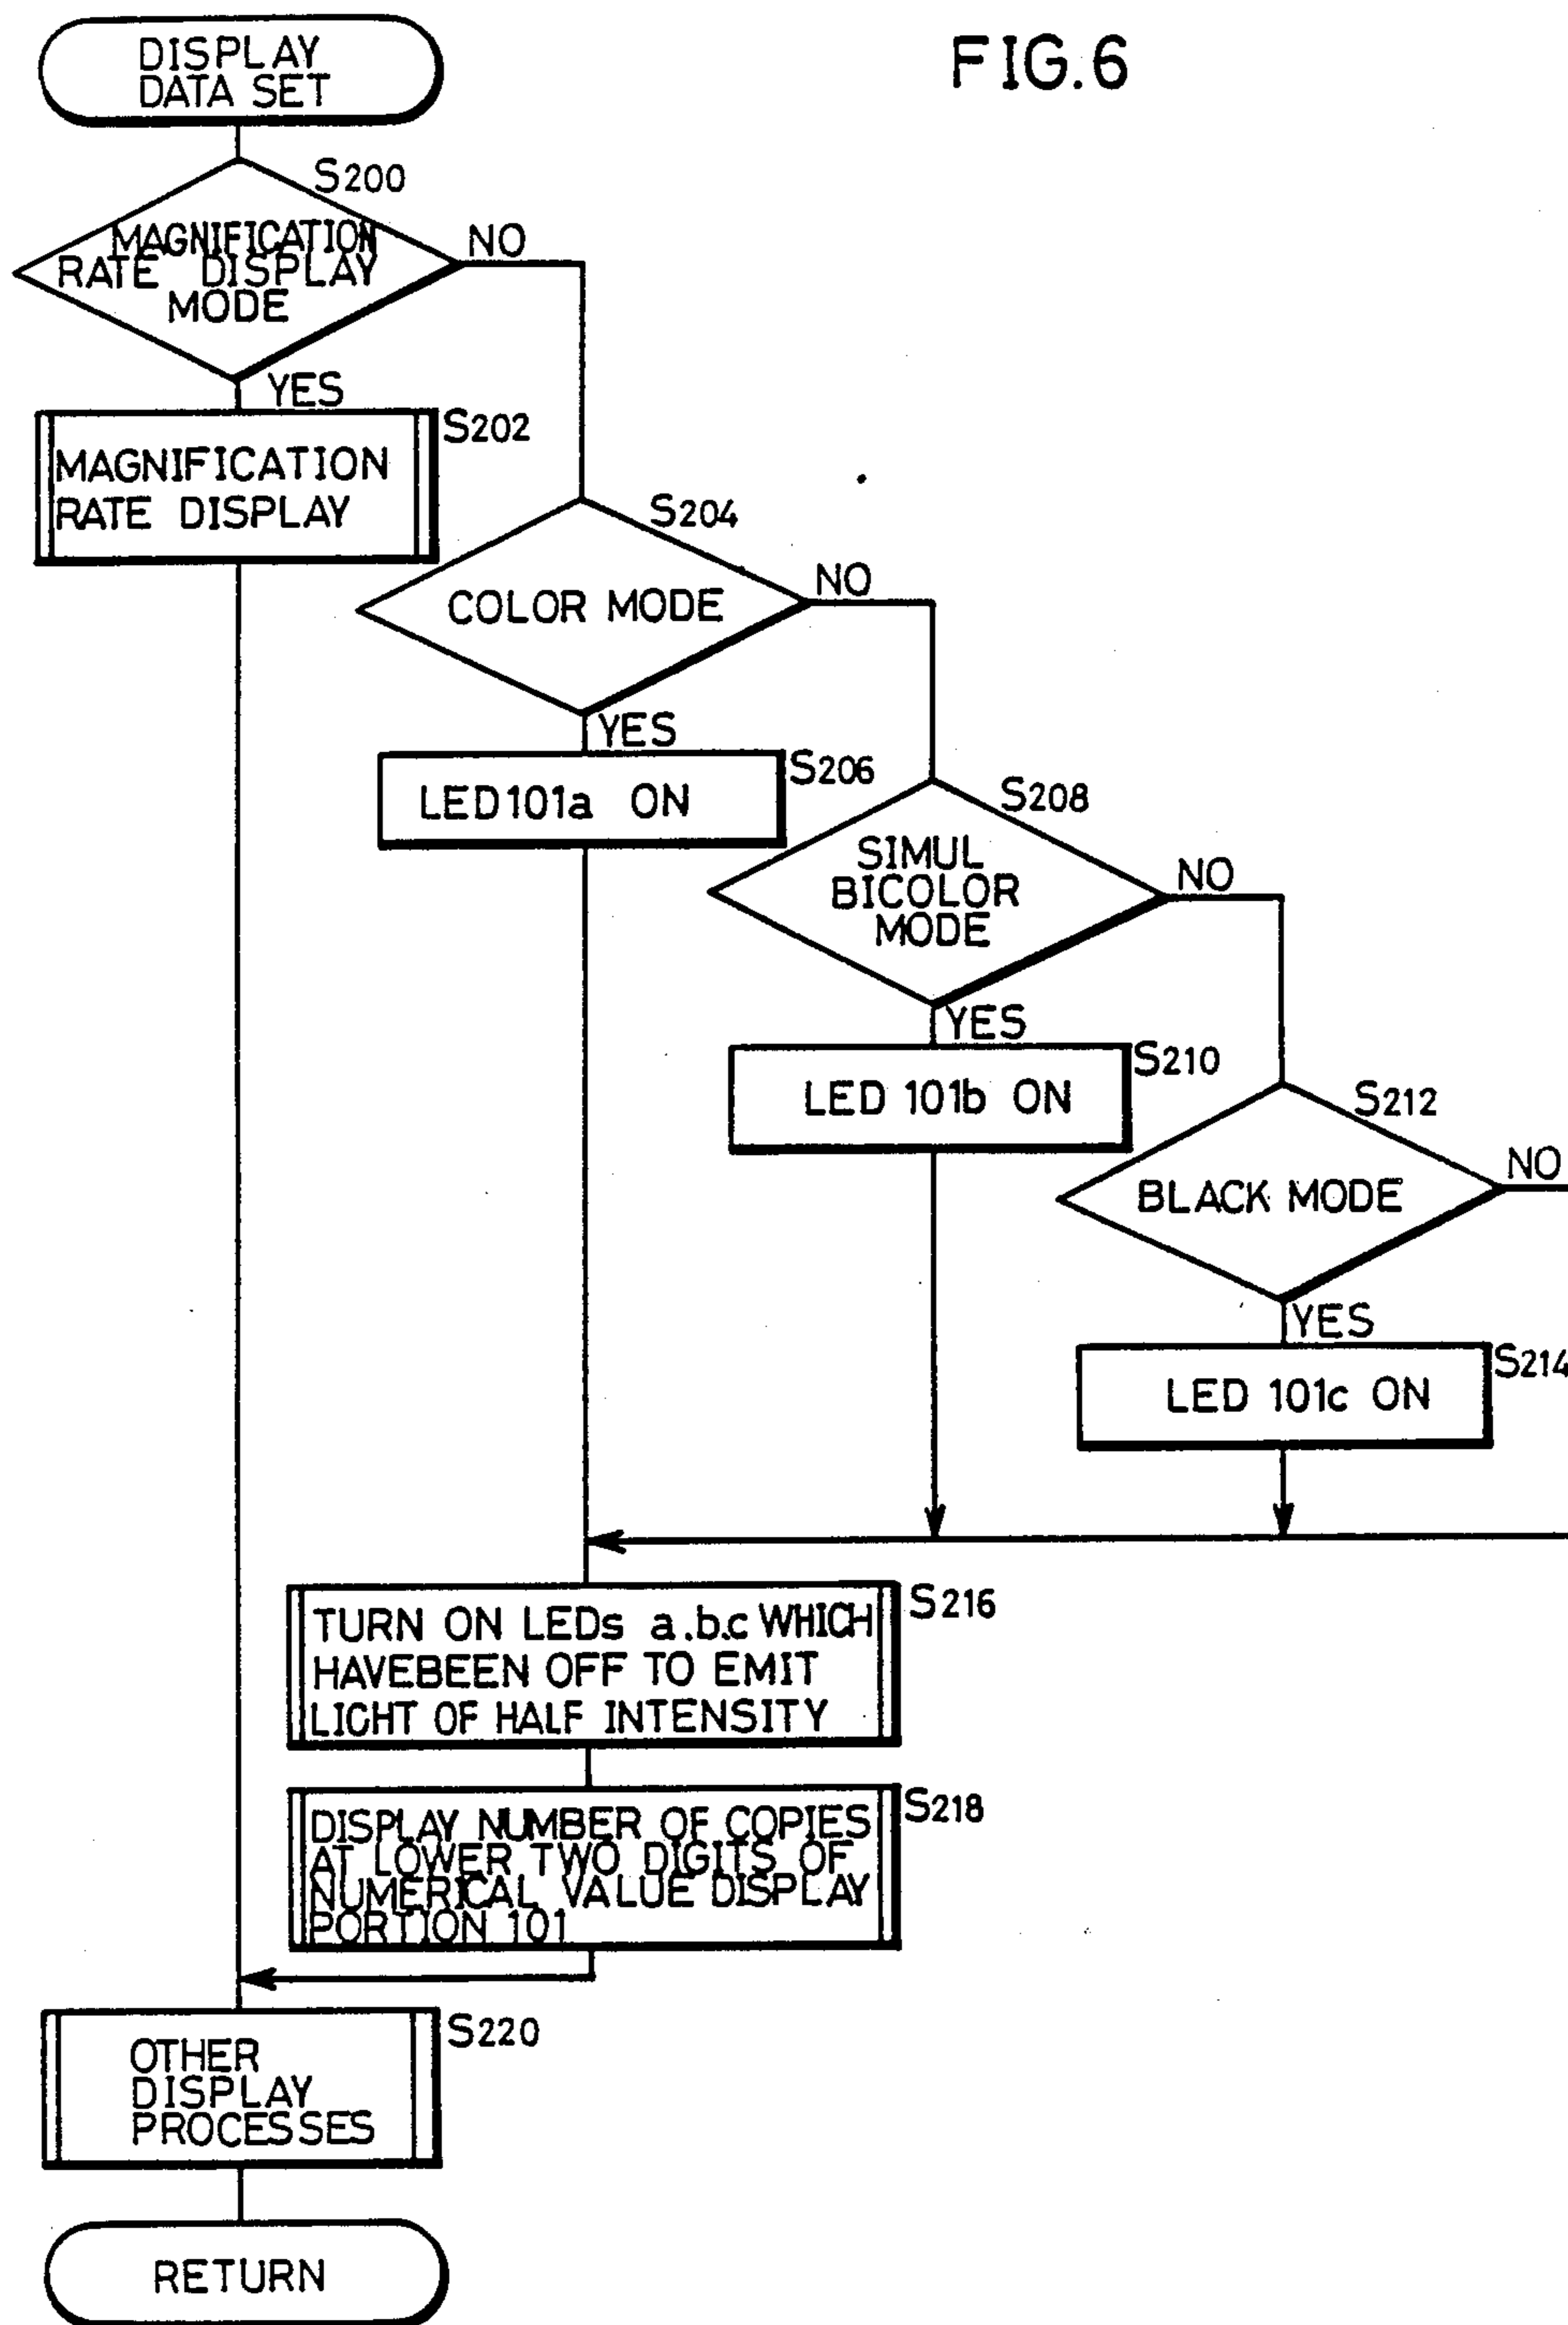 FIG.6
DISPLAY
DATA SET
S200
MAGNIFICATION
RATE DISPLAY
MODE
NO
YES
S202
MAGNIFICATION
RATE DISPLAY
S204
COLOR MODE
NO
YES
S206
LED101a ON
S208
SIMUL
BICOLOR
MODE
NO
YES
S210
LED 101b ON
S212
BLACK MODE
NO
YES
S214
LED 101c ON
S216
TURN ON LEDs a.b.c WHICH
HAVEBEEN OFF TO EMIT
LIGHT OF HALF INTENSITY
S218
DISPLAY NUMBER OF COPIES
AT LOWER TWO DIGITS OF
NUMERICAL VALUE DISPLAY
PORTION 101
S220
OTHER
DISPLAY
PROCESSES
RETURN